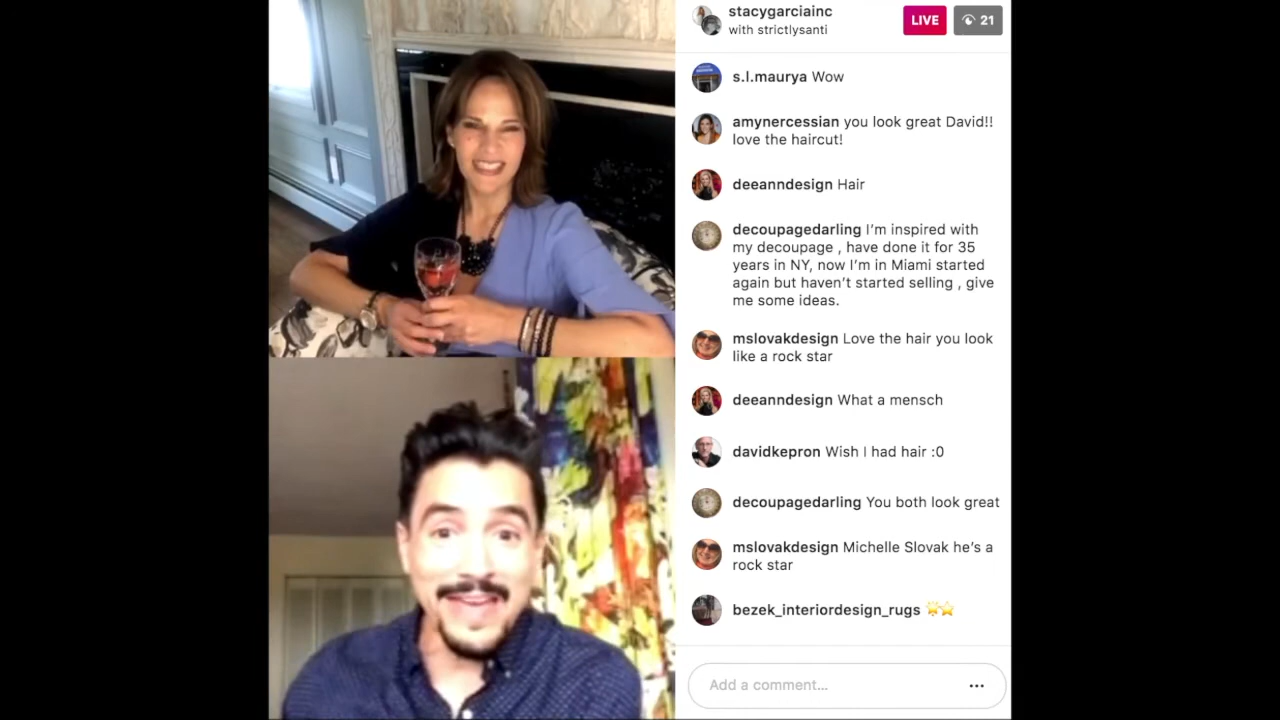 stacygarciainc
with strictlysanti
LIVE
21
s.l.maurya Wow
amynercessian you look great David!!
love the haircut!
deeanndesign Hair
decoupagedarling I'm inspired with
my decoupage , have done it for 35
years in NY, now I'm in Miami started
again but haven't started selling , give
me some ideas.
mslovakdesign Love the hair you look
like a rock star
deeanndesign What a mensch
davidkepron Wish I had hair :0
decoupagedarling You both look great
mslovakdesign Michelle Slovak he's a
rock star
bezek_interiordesign_rugs 🌟⭐
Add a comment...